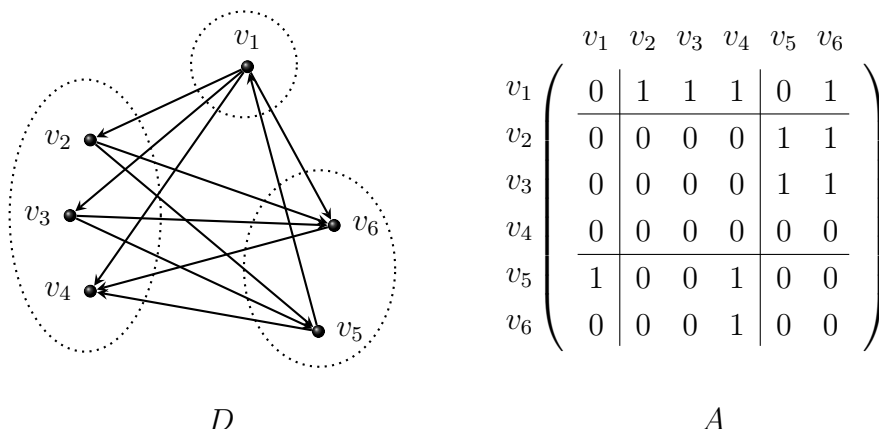 v1
v2
v3
v4
v5
v6
D
v1 v2 v3 v4 v5 v6
v1 0 1 1 1 0 1
v2 0 0 0 0 1 1
v3 0 0 0 0 1 1
v4 0 0 0 0 0 0
v5 1 0 0 1 0 0
v6 0 0 0 1 0 0
A